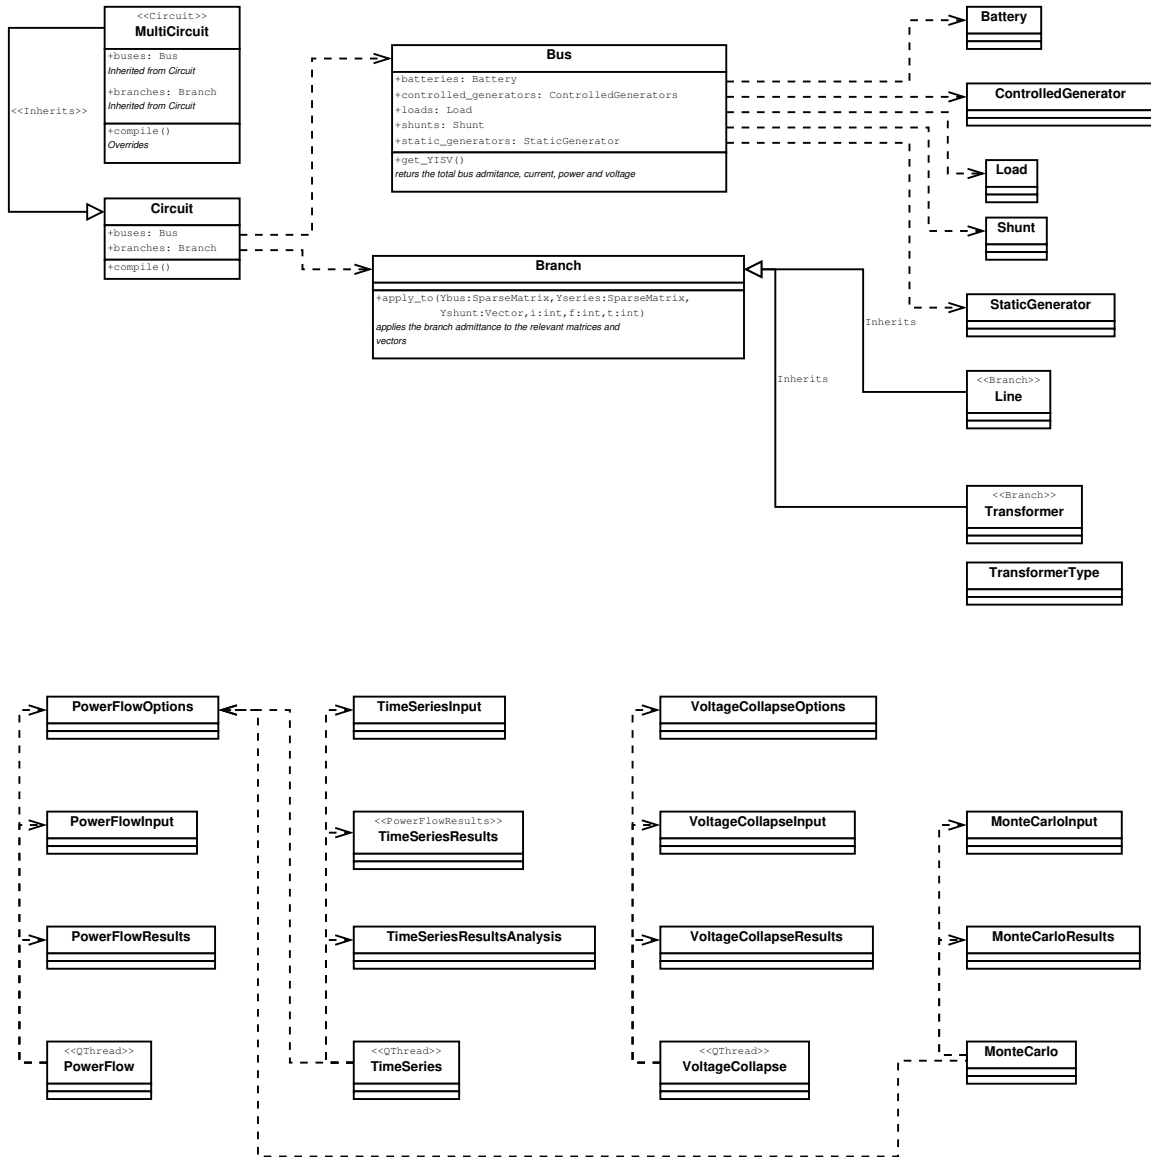 <<Circuit>>
MultiCircuit
+buses: Bus
Inherited from Circuit
+branches: Branch
Inherited from Circuit
+compile()
Overrides
<<Inherits>>
Circuit
+buses: Bus
+branches: Branch
+compile()
Bus
+batteries: Battery
+controlled_generators: ControlledGenerators
+loads: Load
+shunts: Shunt
+static_generators: StaticGenerator
+get_YISV()
returs the total bus admitance, current, power and voltage
Branch
+apply_to(Ybus:SparseMatrix,Yseries:SparseMatrix,
Yshunt:Vector,i:int,f:int,t:int)
applies the branch admittance to the relevant matrices and
vectors
Battery
ControlledGenerator
Load
Shunt
StaticGenerator
Inherits
<<Branch>>
Line
Inherits
<<Branch>>
Transformer
TransformerType
PowerFlowOptions
TimeSeriesInput
VoltageCollapseOptions
PowerFlowInput
<<PowerFlowResults>>
TimeSeriesResults
VoltageCollapseInput
MonteCarloInput
PowerFlowResults
TimeSeriesResultsAnalysis
VoltageCollapseResults
MonteCarloResults
<<QThread>>
PowerFlow
<<QThread>>
TimeSeries
<<QThread>>
VoltageCollapse
MonteCarlo